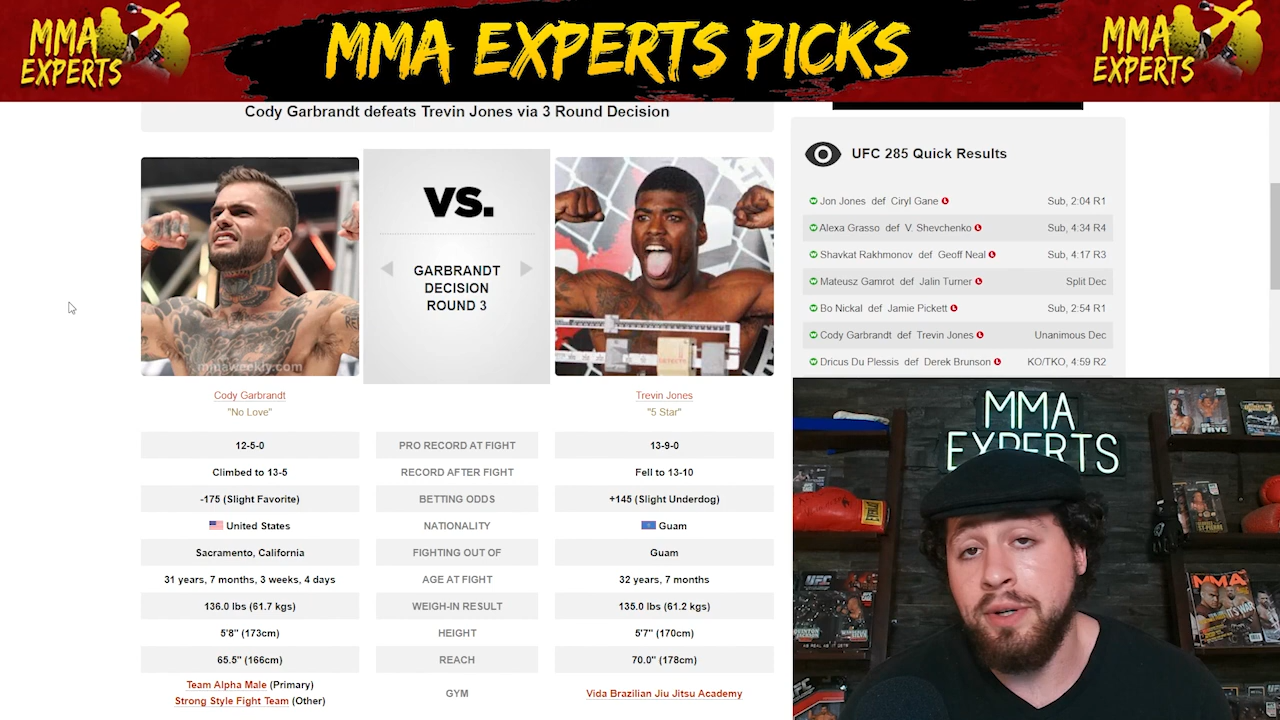 MMA EXPERTS
MMA EXPERTS PICKS
MMA EXPERTS
Cody Garbrandt defeats Trevin Jones via 3 Round Decision
VS.
GARBRANDT
DECISION
ROUND 3
mmaweekly.com
Cody Garbrandt
Trevin Jones
"No Love"
"5 Star"
12-5-0 PRO RECORD AT FIGHT 13-9-0
Climbed to 13-5 RECORD AFTER FIGHT Fell to 13-10
-175 (Slight Favorite) BETTING ODDS +145 (Slight Underdog)
United States NATIONALITY Guam
Sacramento, California FIGHTING OUT OF Guam
31 years, 7 months, 3 weeks, 4 days AGE AT FIGHT 32 years, 7 months
136.0 lbs (61.7 kgs) WEIGH-IN RESULT 135.0 lbs (61.2 kgs)
5'8" (173cm) HEIGHT 5'7" (170cm)
65.5" (166cm) REACH 70.0" (178cm)
Team Alpha Male (Primary)
Strong Style Fight Team (Other)
GYM
Vida Brazilian Jiu Jitsu Academy
UFC 285 Quick Results
W Jon Jones def Ciryl Gane L Sub, 2:04 R1
W Alexa Grasso def V. Shevchenko L Sub, 4:34 R4
W Shavkat Rakhmonov def Geoff Neal L Sub, 4:17 R3
W Mateusz Gamrot def Jalin Turner L Split Dec
W Bo Nickal def Jamie Pickett L Sub, 2:54 R1
W Cody Garbrandt def Trevin Jones L Unanimous Dec
W Dricus Du Plessis def Derek Brunson L KO/TKO, 4:59 R2
MMA
EXPERTS
FRYE
UFC
MMA
IT'S WAR
UFC